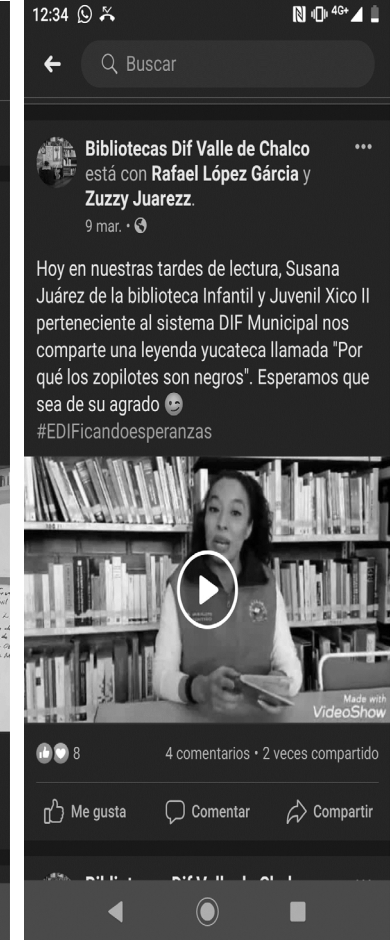 12:34
4G+
Buscar
Bibliotecas Dif Valle de Chalco
está con Rafael López Gárcia y
Zuzzy Juarezz.
9 mar.
Hoy en nuestras tardes de lectura, Susana
Juárez de la biblioteca Infantil y Juvenil Xico II
perteneciente al sistema DIF Municipal nos
comparte una leyenda yucateca llamada "Por
qué los zopilotes son negros". Esperamos que
sea de su agrado 😉
#EDIFicandoesperanzas
Made with
VideoShow
8 4 comentarios • 2 veces compartido
Me gusta Comentar Compartir